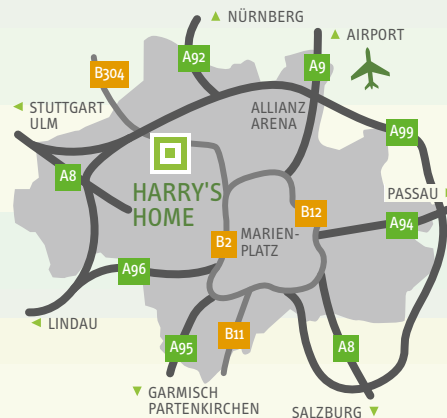 NÜRNBERG
AIRPORT
A92
A9
B304
STUTTGART
ULM
ALLIANZ
ARENA
A99
A8
HARRY'S
HOME
PASSAU
B12
A94
B2
MARIEN-
PLATZ
A96
LINDAU
B11
A95
A8
GARMISCH
PARTENKIRCHEN
SALZBURG